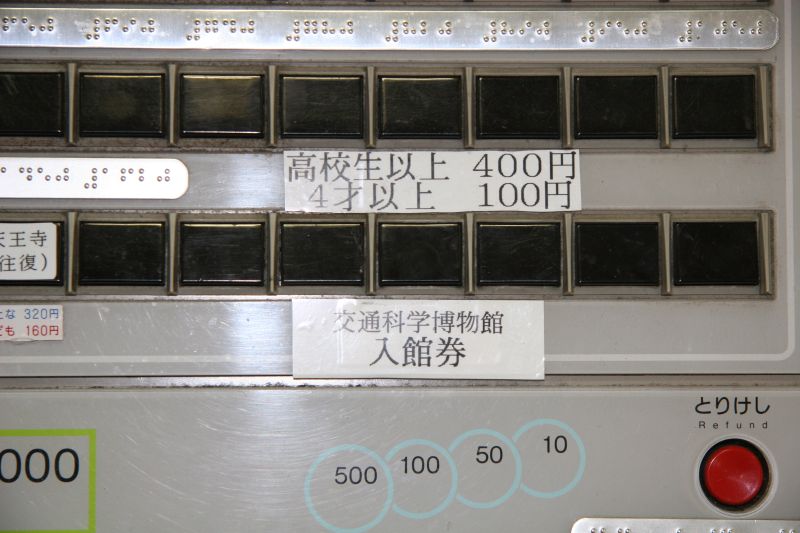 高校生以上 400円
4才以上 100円
天王寺
往復)
320円
160円
交通科学博物館
入館券
とりけし
Refund
000
500
100
50
10